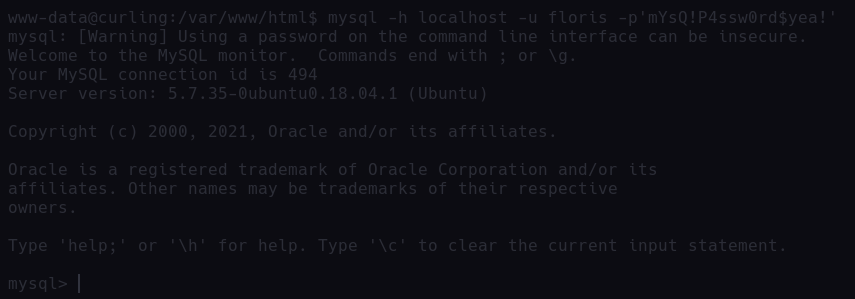 www-data@curling:/var/www/html$ mysql -h localhost -u floris -p'mYsQ!P4ssw0rd$yea!'
mysql: [Warning] Using a password on the command line interface can be insecure.
Welcome to the MySQL monitor.  Commands end with ; or \g.
Your MySQL connection id is 494
Server version: 5.7.35-0ubuntu0.18.04.1 (Ubuntu)

Copyright (c) 2000, 2021, Oracle and/or its affiliates.

Oracle is a registered trademark of Oracle Corporation and/or its
affiliates. Other names may be trademarks of their respective
owners.

Type 'help;' or '\h' for help. Type '\c' to clear the current input statement.

mysql>